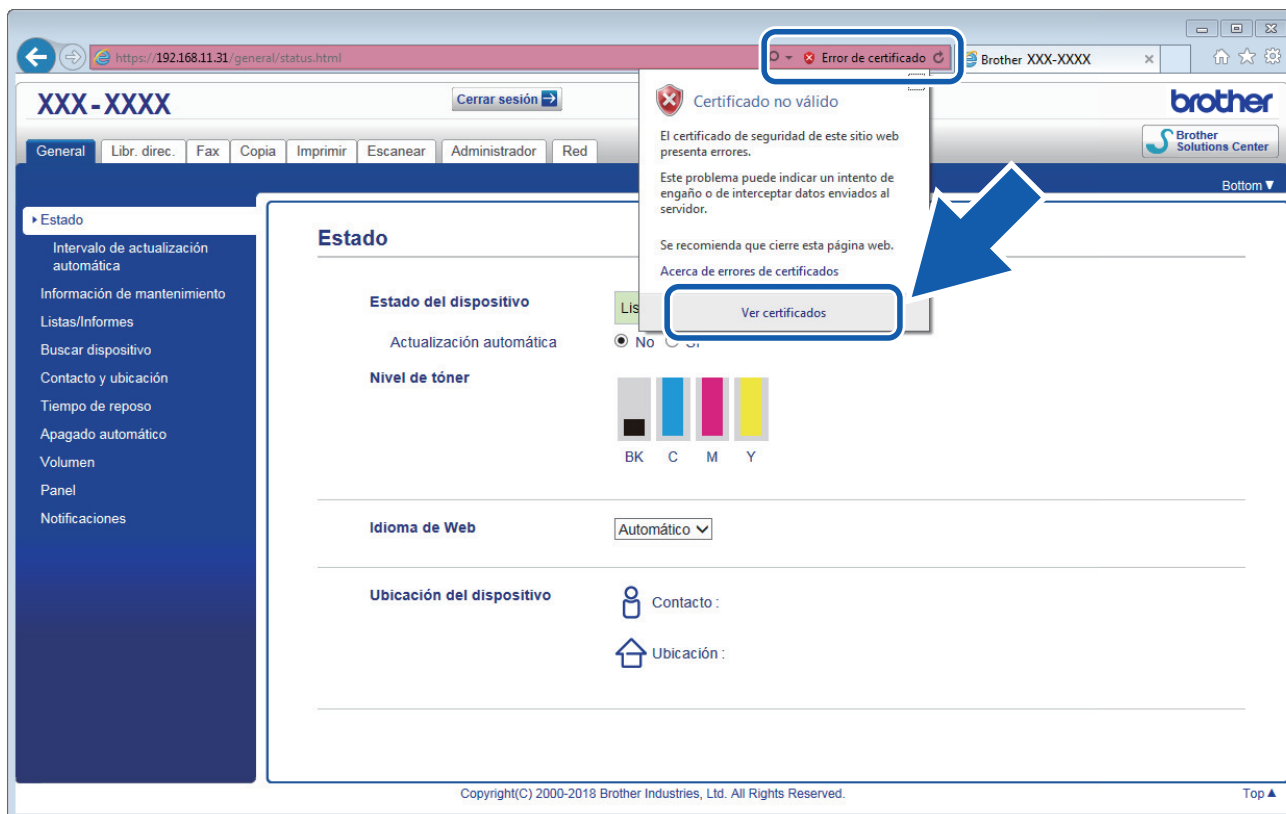 https://192.168.11.31/general/status.html
Error de certificado
Brother XXX-XXXX
XXX-XXXX
Cerrar sesión
brother
Brother
Solutions Center
General
Libr. direc.
Fax
Copia
Imprimir
Escanear
Administrador
Red
Bottom▼
Certificado no válido
El certificado de seguridad de este sitio web
presenta errores.
Este problema puede indicar un intento de
engaño o de interceptar datos enviados al
servidor.
Se recomienda que cierre esta página web.
Acerca de errores de certificados
Ver certificados
Estado
Intervalo de actualización
automática
Información de mantenimiento
Listas/Informes
Buscar dispositivo
Contacto y ubicación
Tiempo de reposo
Apagado automático
Volumen
Panel
Notificaciones
Estado
Estado del dispositivo
Lis
Actualización automática
No
Nivel de tóner
BK C M Y
Idioma de Web
Automático
Ubicación del dispositivo
Contacto :
Ubicación :
Copyright(C) 2000-2018 Brother Industries, Ltd. All Rights Reserved.
Top▲